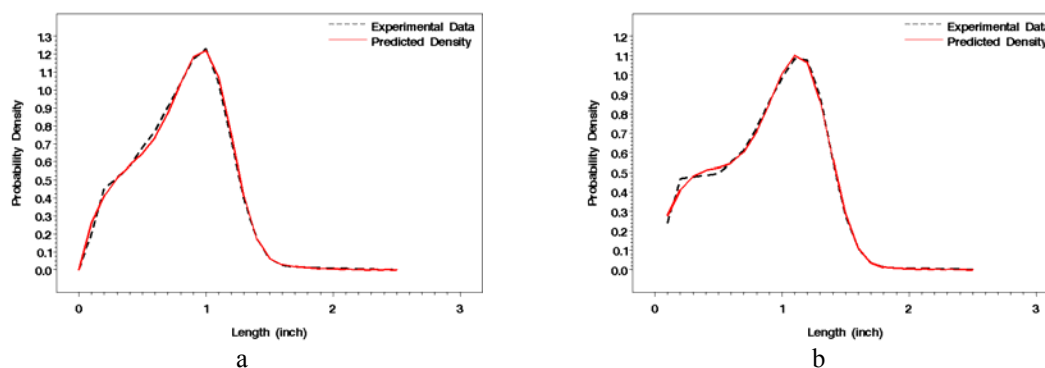 Experimental Data
Predicted Density
1.3
1.2
1.1
1.0
0.9
0.8
0.7
0.6
0.5
0.4
0.3
0.2
0.1
0.0
Probability Density
0 1 2 3
Length (inch)
a
Experimental Data
Predicted Density
1.2
1.1
1.0
0.9
0.8
0.7
0.6
0.5
0.4
0.3
0.2
0.1
0.0
Probability Density
0 1 2 3
Length (inch)
b